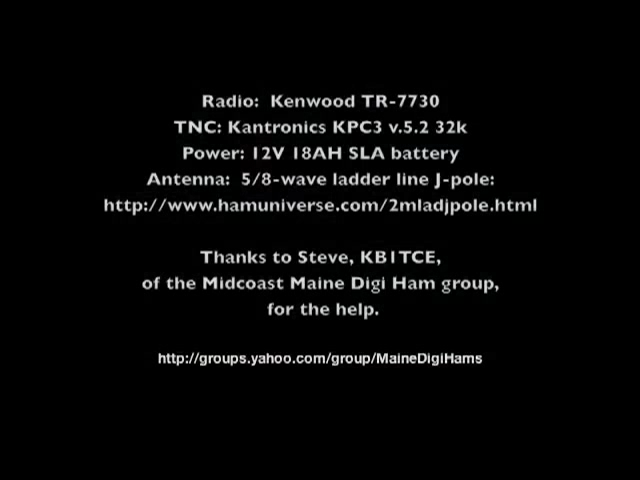 Radio: Kenwood TR-7730
TNC: Kantronics KPC3 v.5.2 32k
Power: 12V 18AH SLA battery
Antenna: 5/8-wave ladder line J-pole:
http://www.hamuniverse.com/2mladjpole.html
Thanks to Steve, KB1TCE,
of the Midcoast Maine Digi Ham group,
for the help.
http://groups.yahoo.com/group/MaineDigiHams